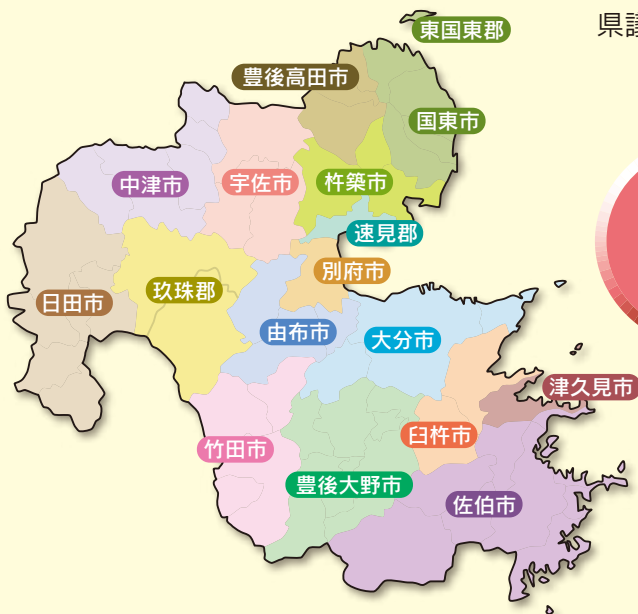 東国東郡
県議
豊後高田市
国東市
中津市
宇佐市
杵築市
速見郡
別府市
日田市
玖珠郡
由布市
大分市
津久見市
竹田市
臼杵市
豊後大野市
佐伯市